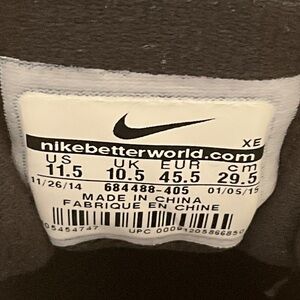 XE
nikebetterworld.com
US UK EUR cm
11.5 10.5 45.5 29.5
11/26/14 684488-405 01/05/15
MADE IN CHINA
FABRIQUE EN CHINE
UPC